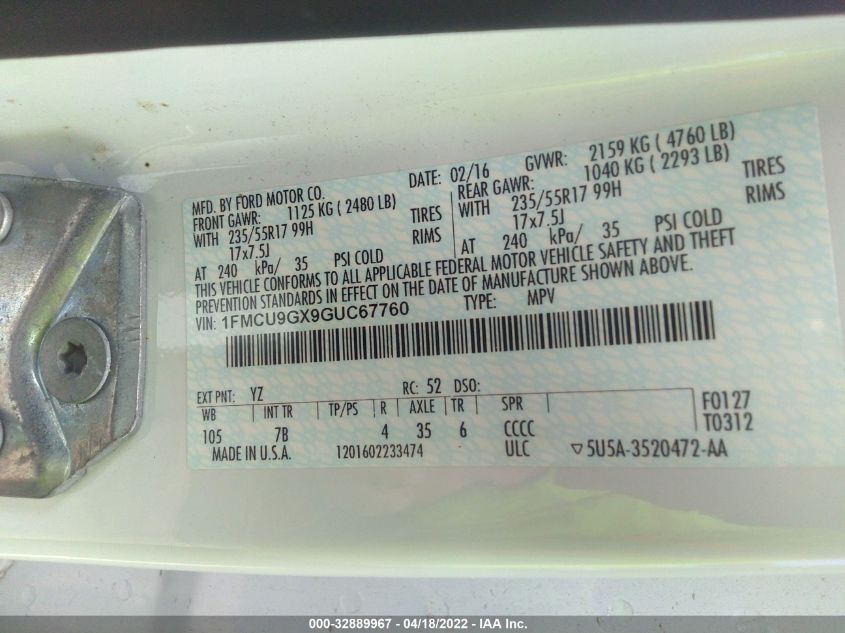 MFD. BY FORD MOTOR CO. DATE: 02/16 GVWR: 2159 KG ( 4760 LB)
FRONT GAWR: 1125 KG ( 2480 LB) REAR GAWR: 1040 KG ( 2293 LB)
WITH 235/55R17 99H TIRES WITH 235/55R17 99H TIRES
17x7.5J RIMS 17x7.5J RIMS
AT 240 kPa/ 35 PSI COLD AT 240 kPa/ 35 PSI COLD
THIS VEHICLE CONFORMS TO ALL APPLICABLE FEDERAL MOTOR VEHICLE SAFETY AND THEFT
PREVENTION STANDARDS IN EFFECT ON THE DATE OF MANUFACTURE SHOWN ABOVE.
VIN: 1FMCU9GX9GUC67760 TYPE: MPV
EXT PNT: YZ RC: 52 DSO:
WB INT TR TP/PS R AXLE TR SPR F0127
105 7B 4 35 6 CCCC T0312
MADE IN U.S.A. 1201602233474 ULC ▽5U5A-3520472-AA
000-32889967 - 04/18/2022 - IAA Inc.